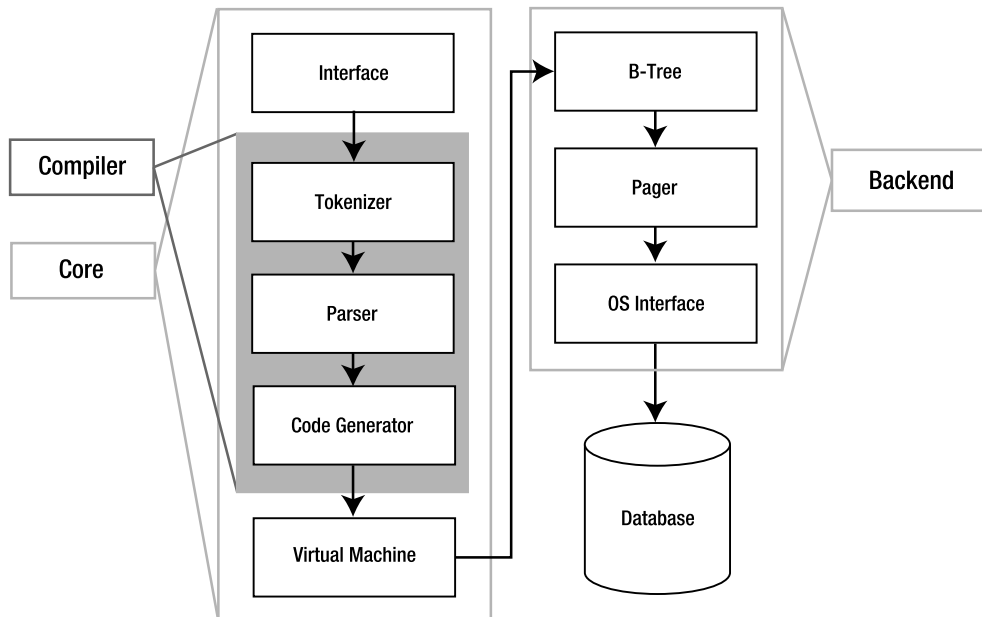 Interface
Compiler
Tokenizer
Core
Parser
Code Generator
Virtual Machine
B-Tree
Pager
Backend
OS Interface
Database